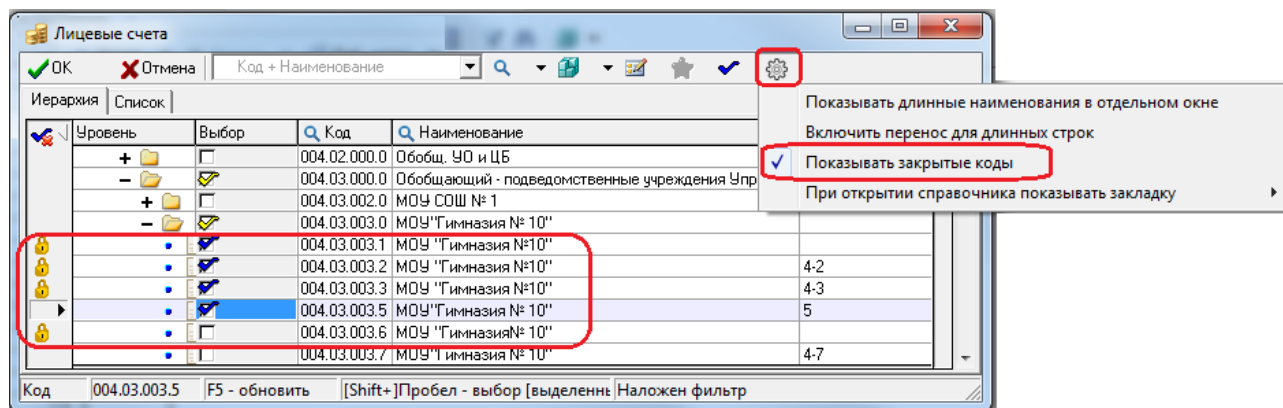 Лицевые счета
OK Отмена Код + Наименование
Иерархия Список
Показывать длинные наименования в отдельном окне
Включить перенос для длинных строк
Показывать закрытые коды
При открытии справочника показывать закладку
Уровень Выбор Код Наименование
004.02.000.0 Обобщ. УО и ЦБ
004.03.000.0 Обобщающий - подведомственные учреждения Упр
004.03.002.0 МОУ СОШ № 1
004.03.003.0 МОУ"Гимназия № 10"
004.03.003.1 МОУ "Гимназия №10"
004.03.003.2 МОУ "Гимназия №10" 4-2
004.03.003.3 МОУ "Гимназия №10" 4-3
004.03.003.5 МОУ"Гимназия № 10" 5
004.03.003.6 МОУ "Гимназия№ 10"
004.03.003.7 МОУ"Гимназия № 10" 4-7
Код 004.03.003.5 F5 - обновить [Shift+]Пробел - выбор [выделенны Наложен фильтр